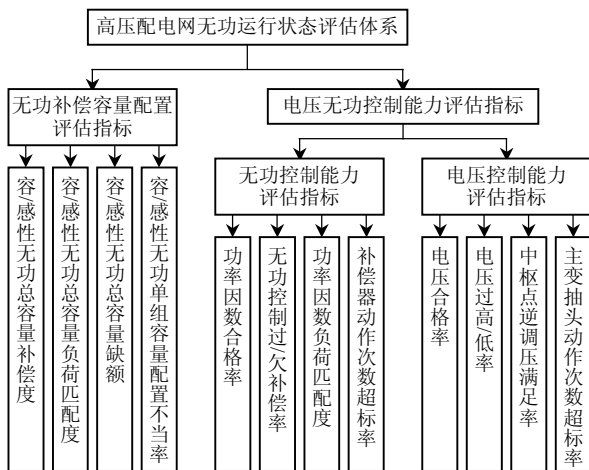 高压配电网无功运行状态评估体系
无功补偿容量配置
评估指标
电压无功控制能力评估指标
无功控制能力
评估指标
电压控制能力
评估指标
容/感性无功总容量补偿度
容/感性无功总容量负荷匹配度
容/感性无功总容量缺额
容/感性无功单组容量配置不当率
功率因数合格率
无功控制过/欠补偿率
功率因数负荷匹配度
补偿器动作次数超标率
电压合格率
电压过高/低率
中枢点逆调压满足率
主变抽头动作次数超标率